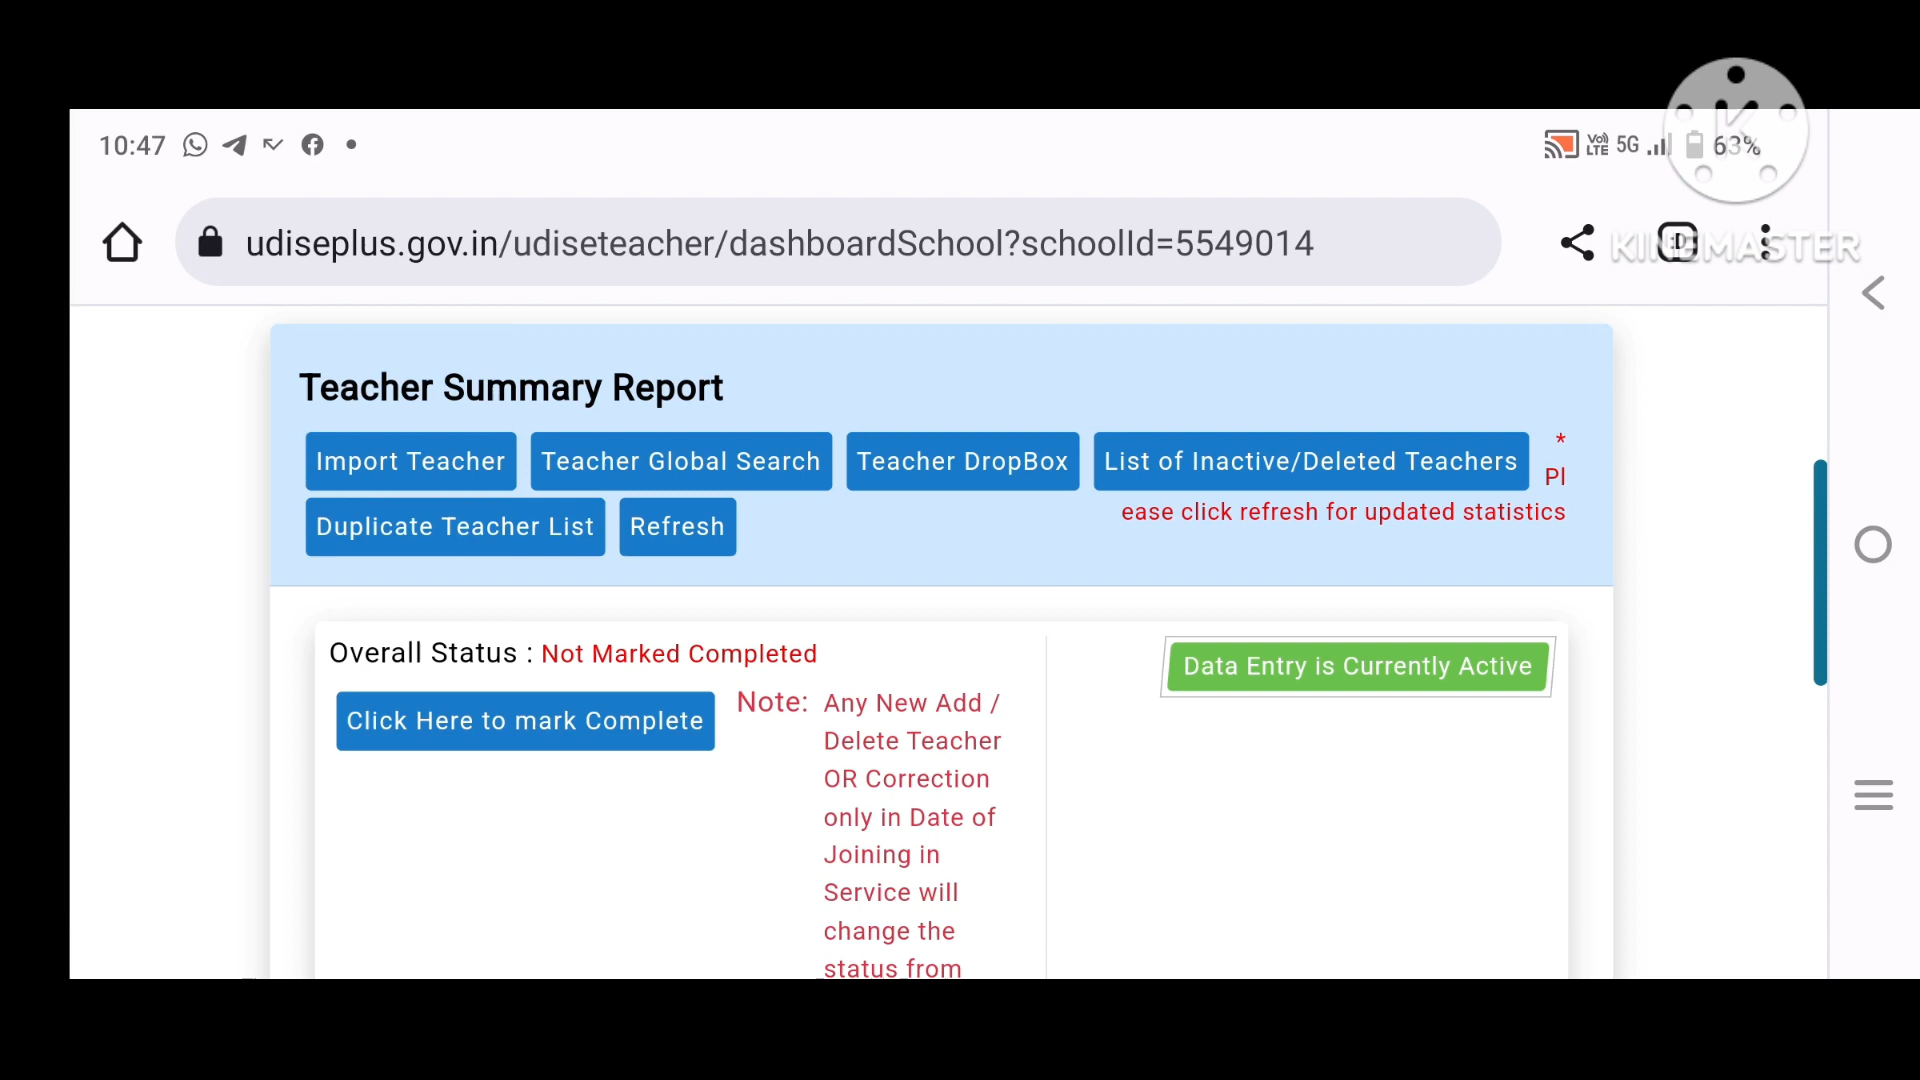 10:47
VoLTE 5G 63%
udiseplus.gov.in/udiseteacher/dashboardSchool?schoolId=5549014
KINEMASTER
Teacher Summary Report
Import Teacher Teacher Global Search Teacher DropBox List of Inactive/Deleted Teachers
Duplicate Teacher List Refresh
*
Pl
ease click refresh for updated statistics
Overall Status : Not Marked Completed
Click Here to mark Complete
Note: Any New Add /
Delete Teacher
OR Correction
only in Date of
Joining in
Service will
change the
status from
Data Entry is Currently Active